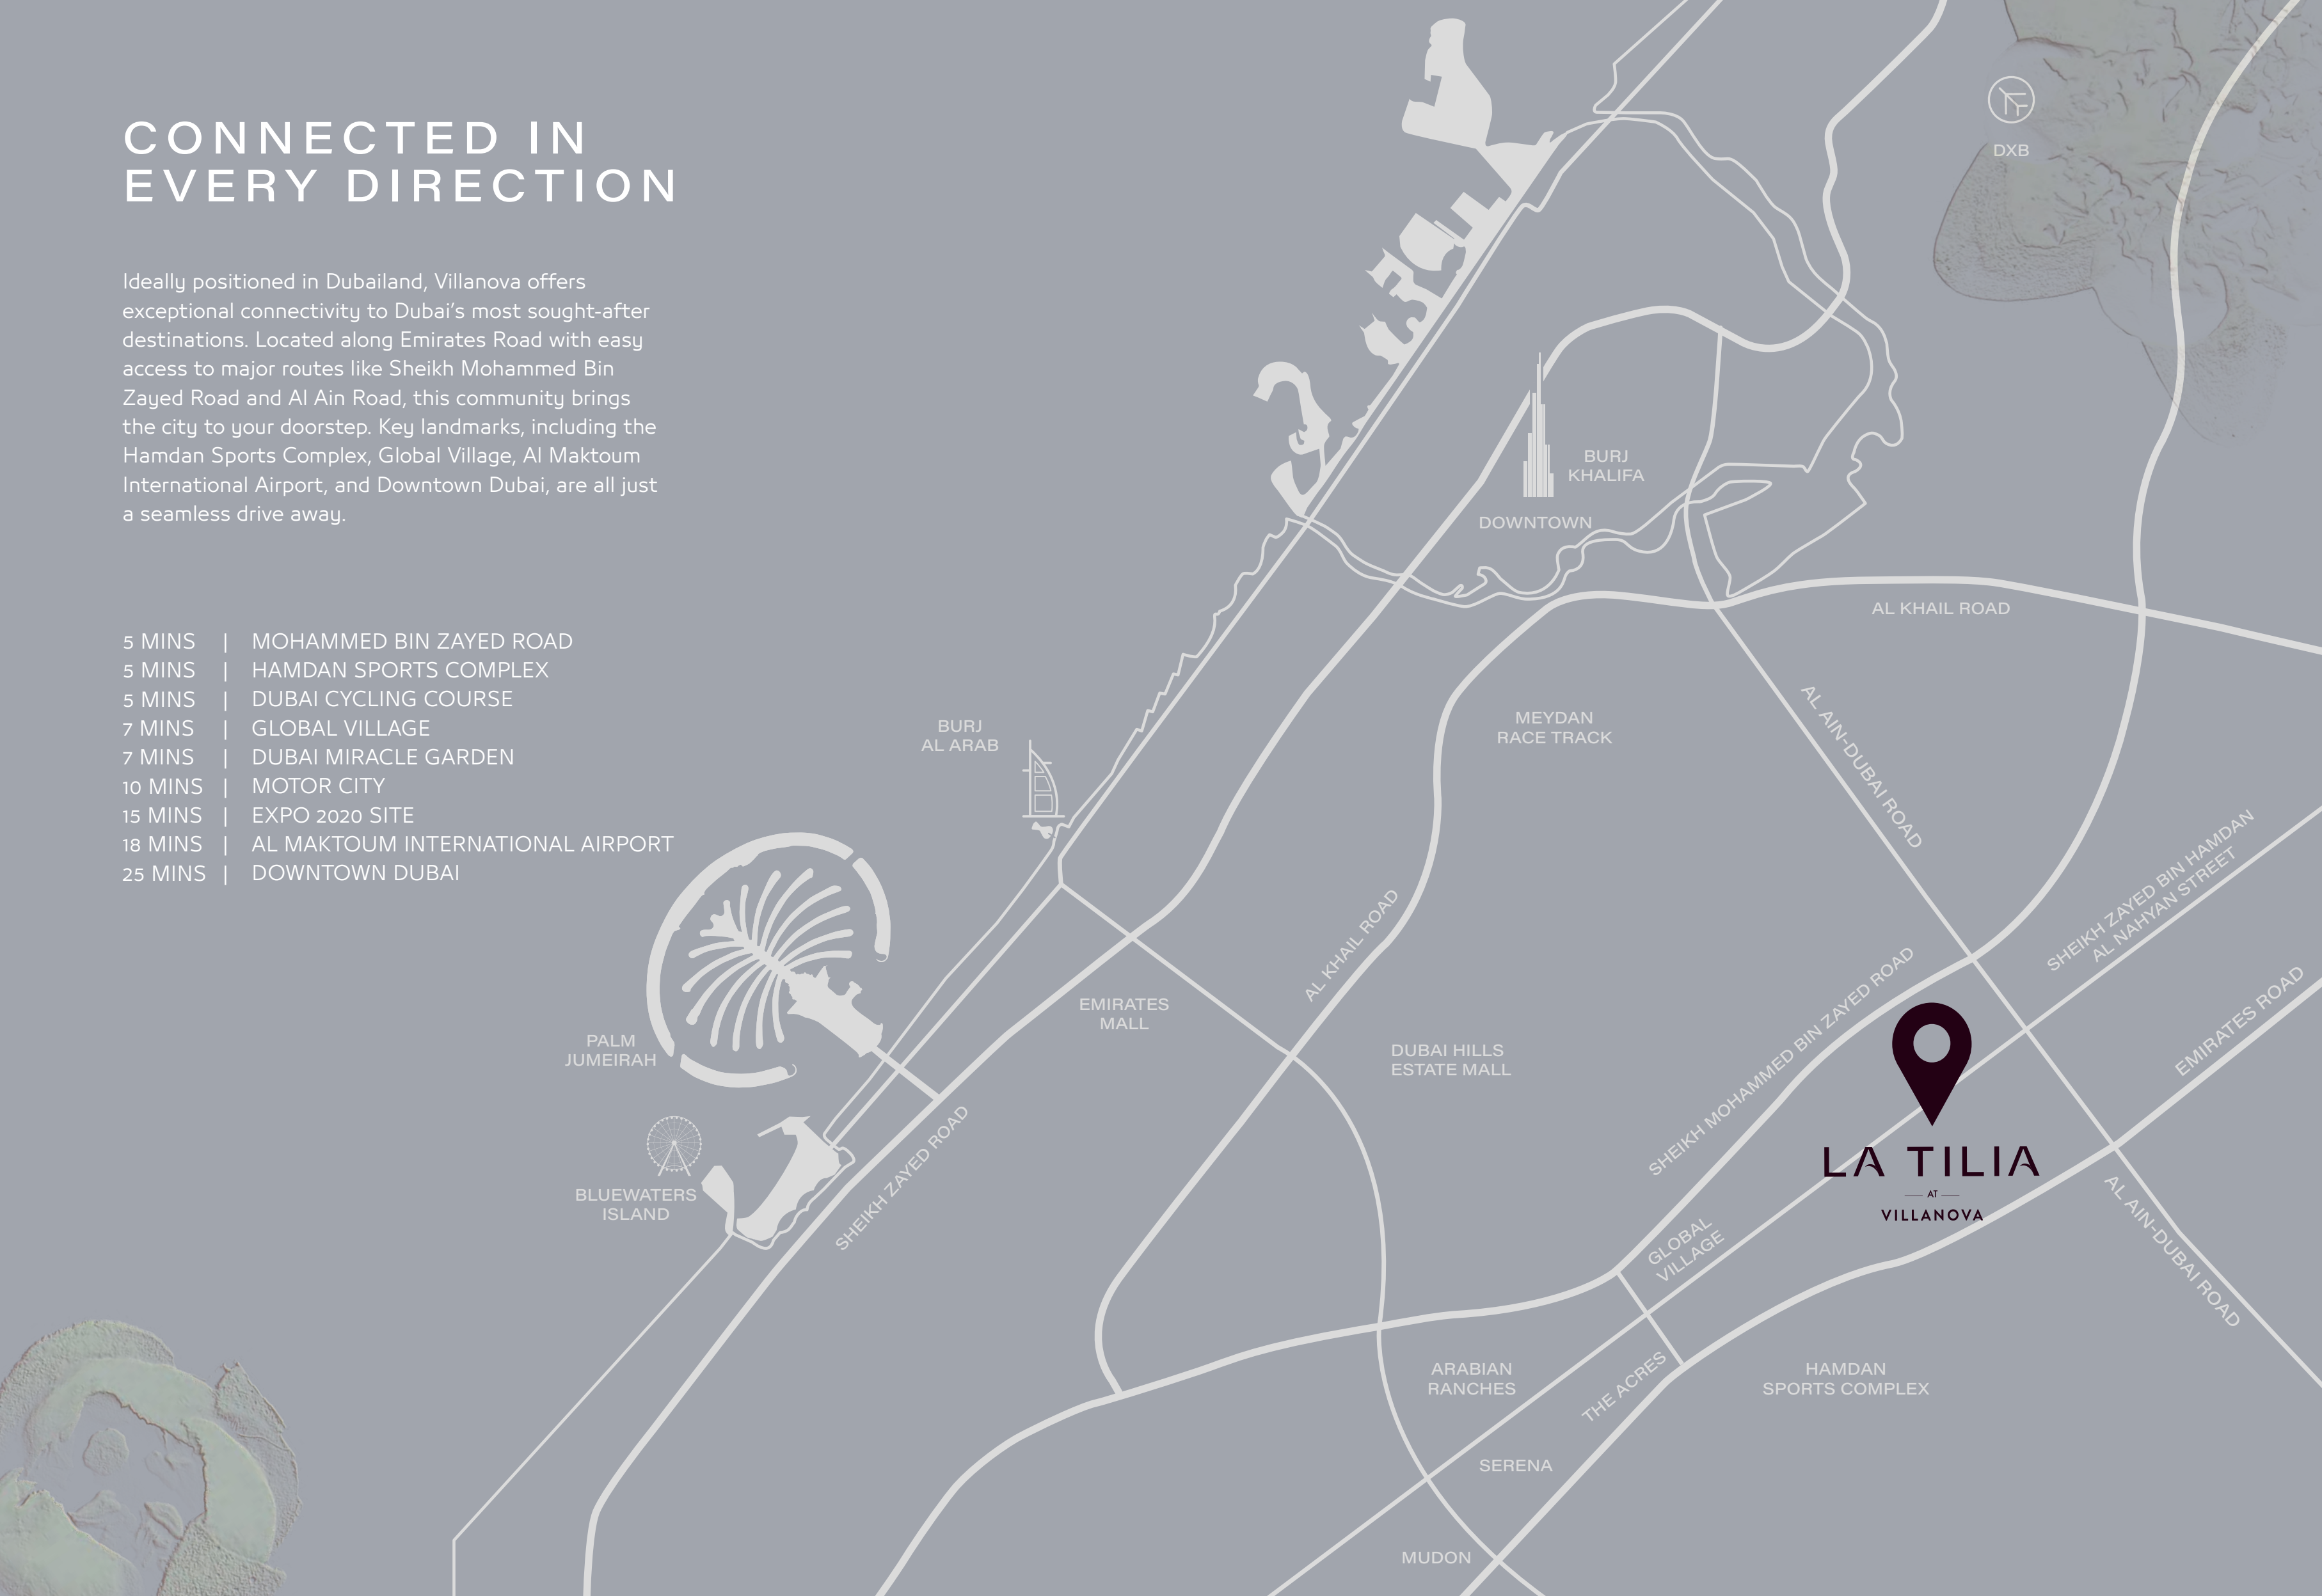 CONNECTED IN
EVERY DIRECTION
Ideally positioned in Dubailand, Villanova offers
exceptional connectivity to Dubai’s most sought-after
destinations. Located along Emirates Road with easy
access to major routes like Sheikh Mohammed Bin
Zayed Road and Al Ain Road, this community brings
the city to your doorstep. Key landmarks, including the
Hamdan Sports Complex, Global Village, Al Maktoum
International Airport, and Downtown Dubai, are all just
a seamless drive away.
5 MINS | MOHAMMED BIN ZAYED ROAD
5 MINS | HAMDAN SPORTS COMPLEX
5 MINS | DUBAI CYCLING COURSE
7 MINS | GLOBAL VILLAGE
7 MINS | DUBAI MIRACLE GARDEN
10 MINS | MOTOR CITY
15 MINS | EXPO 2020 SITE
18 MINS | AL MAKTOUM INTERNATIONAL AIRPORT
25 MINS | DOWNTOWN DUBAI
DXB
BURJ
KHALIFA
DOWNTOWN
AL KHAIL ROAD
MEYDAN
RACE TRACK
BURJ
AL ARAB
AL AIN-DUBAI ROAD
SHEIKH ZAYED BIN HAMDAN
AL NAHYAN STREET
AL KHAIL ROAD
EMIRATES
MALL
DUBAI HILLS
ESTATE MALL
SHEIKH MOHAMMED BIN ZAYED ROAD
EMIRATES ROAD
PALM
JUMEIRAH
BLUEWATERS
ISLAND
SHEIKH ZAYED ROAD
LA TILIA
AT
VILLANOVA
AL AIN-DUBAI ROAD
GLOBAL
VILLAGE
ARABIAN
RANCHES
THE ACRES
HAMDAN
SPORTS COMPLEX
SERENA
MUDON